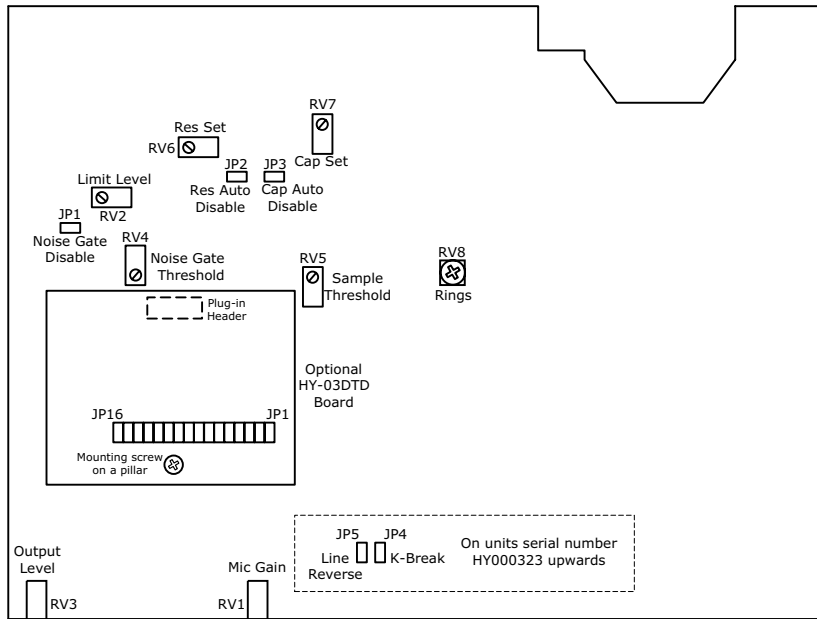 RV7
Res Set
RV6
JP2
JP3
Cap Set
Limit Level
Res Auto
Disable
Cap Auto
Disable
JP1
RV2
Noise Gate
Disable
RV4
Noise Gate
Threshold
RV5
Sample
Threshold
RV8
Rings
Plug-in
Header
Optional
HY-03DTD
Board
JP16
JP1
Mounting screw
on a pillar
JP5
JP4
Line
Reverse
K-Break
On units serial number
HY000323 upwards
Output
Level
Mic Gain
RV3
RV1